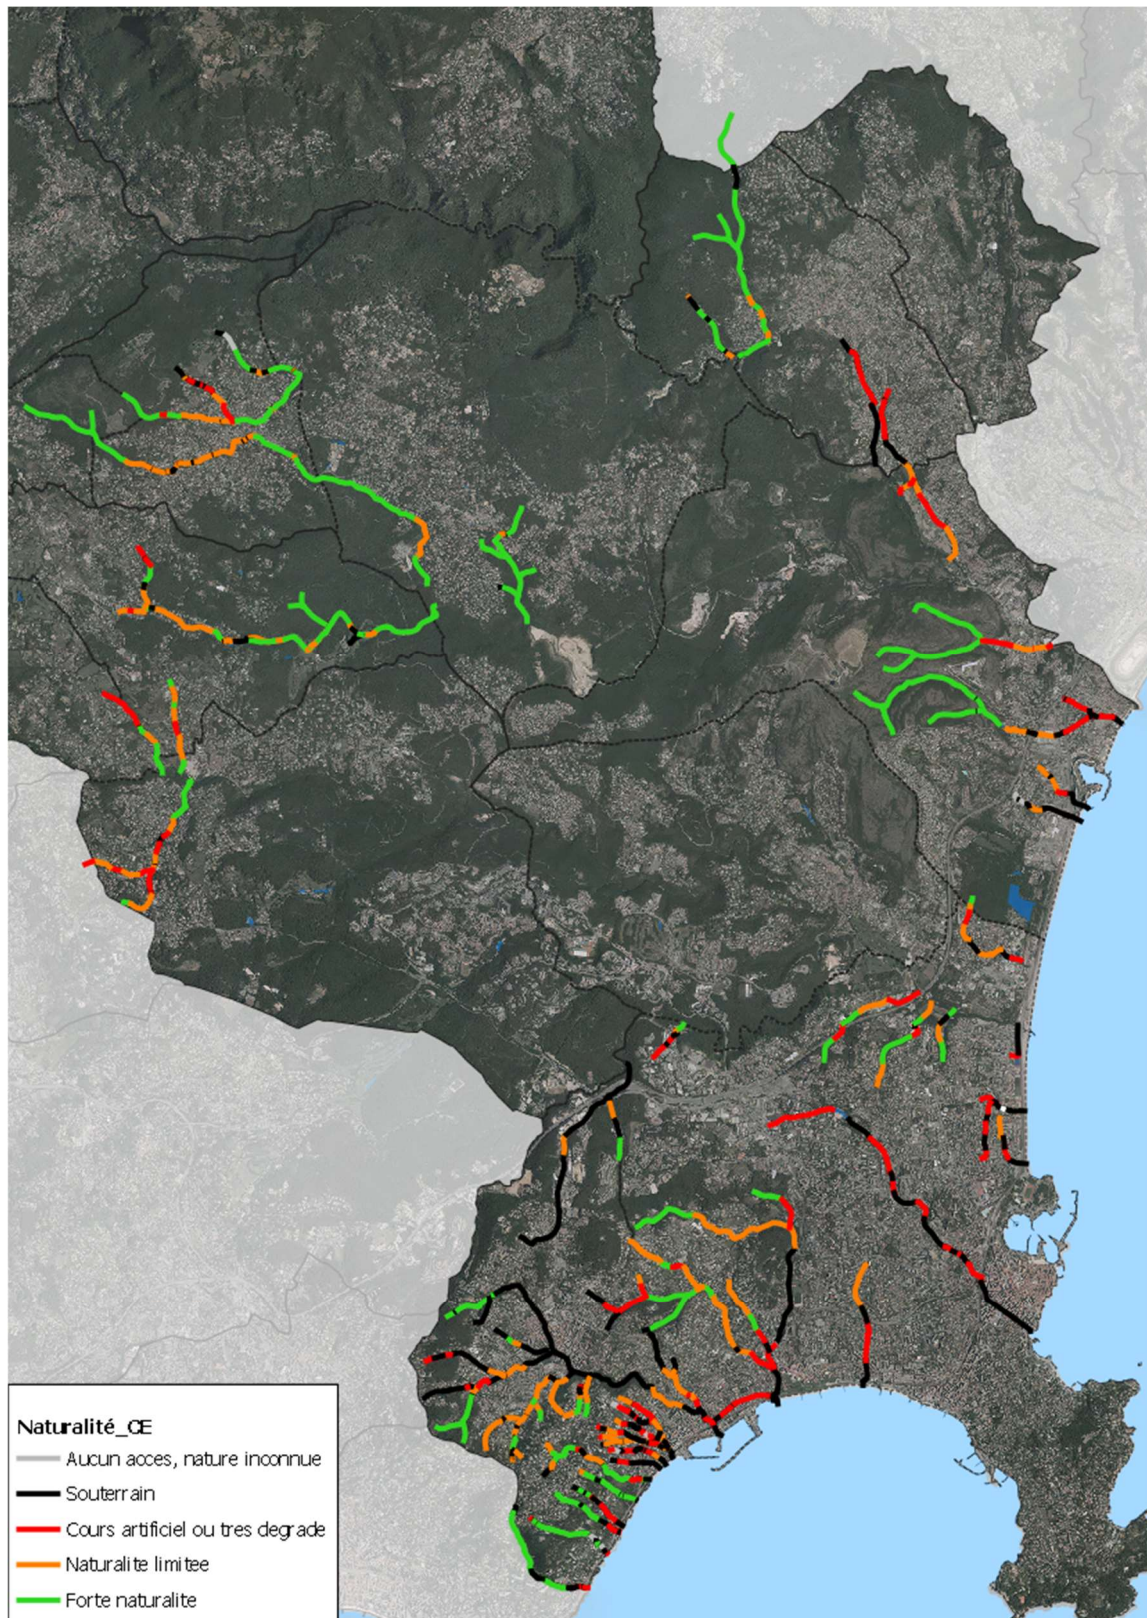 Naturalité_CE
Aucun acces, nature inconnue
Souterrain
Cours artificiel ou tres degrade
Naturalite limitee
Forte naturalite